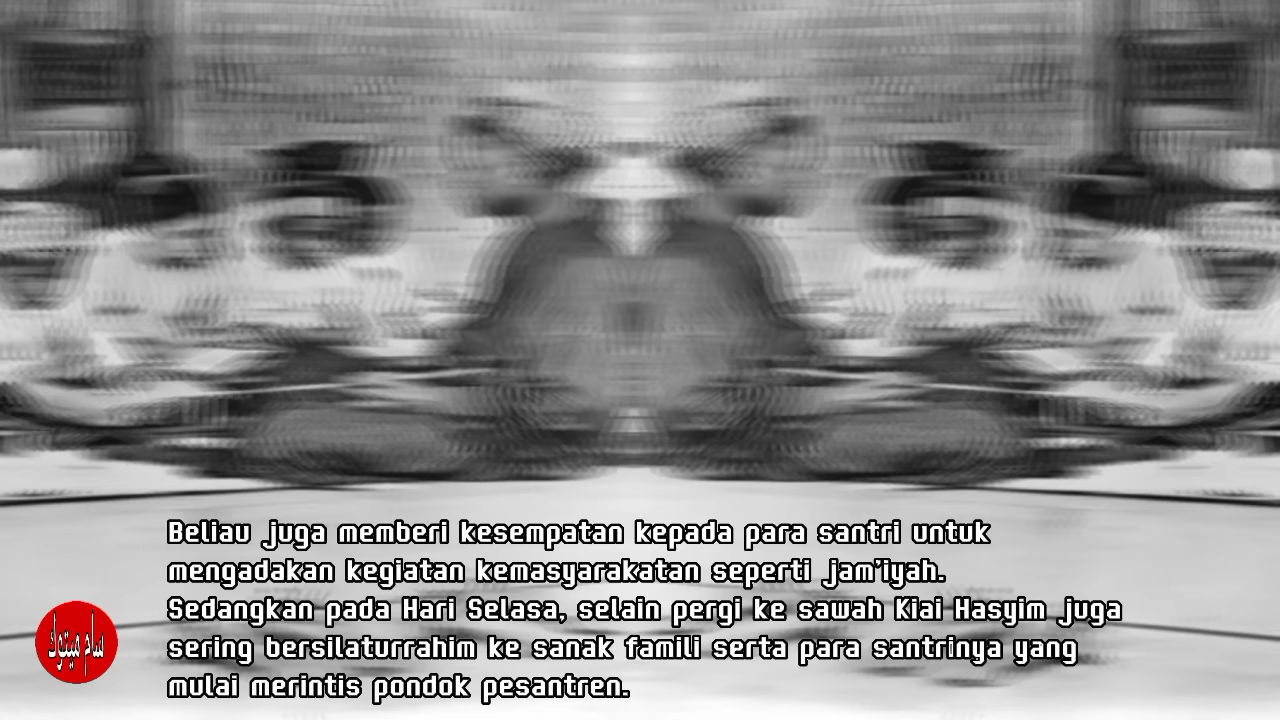 Beliau juga memberi kesempatan kepada para santri untuk
mengadakan kegiatan kemasyarakatan seperti jam'iyah.
Sedangkan pada Hari Selasa, selain pergi ke sawah Kiai Hasyim juga
sering bersilaturrahim ke sanak famili serta para santrinya yang
mulai merintis pondok pesantren.
سام ميتوك